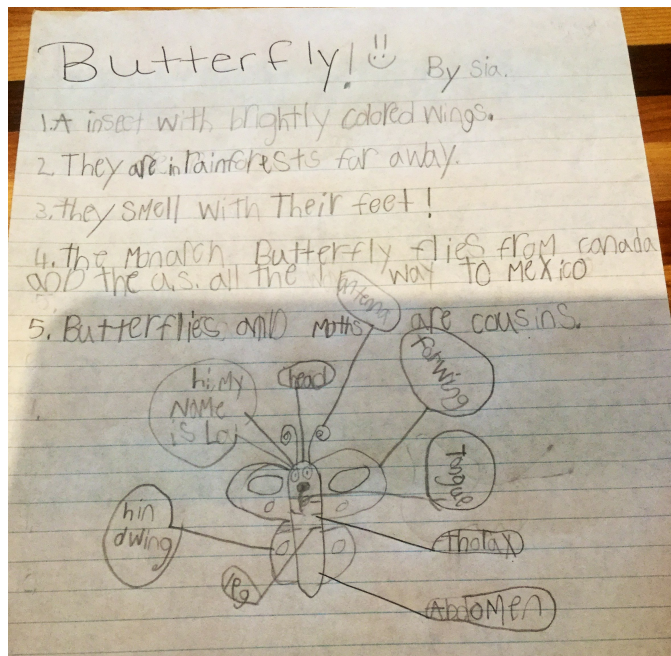 Butterfly! By sia.
1. A insect with brightly colored wings.
2. They are in rainforests far away.
3. they smell with Their feet!
4. The Monarch Butterfly flies from canada
and the u.s. all the way to Mexico
5. Butterflies and moths are cousins.
antenna
head
forwing
hi. My
NaMe
is Loj
Tongue
hin
dwing
Thorax
leg
AbdoMen